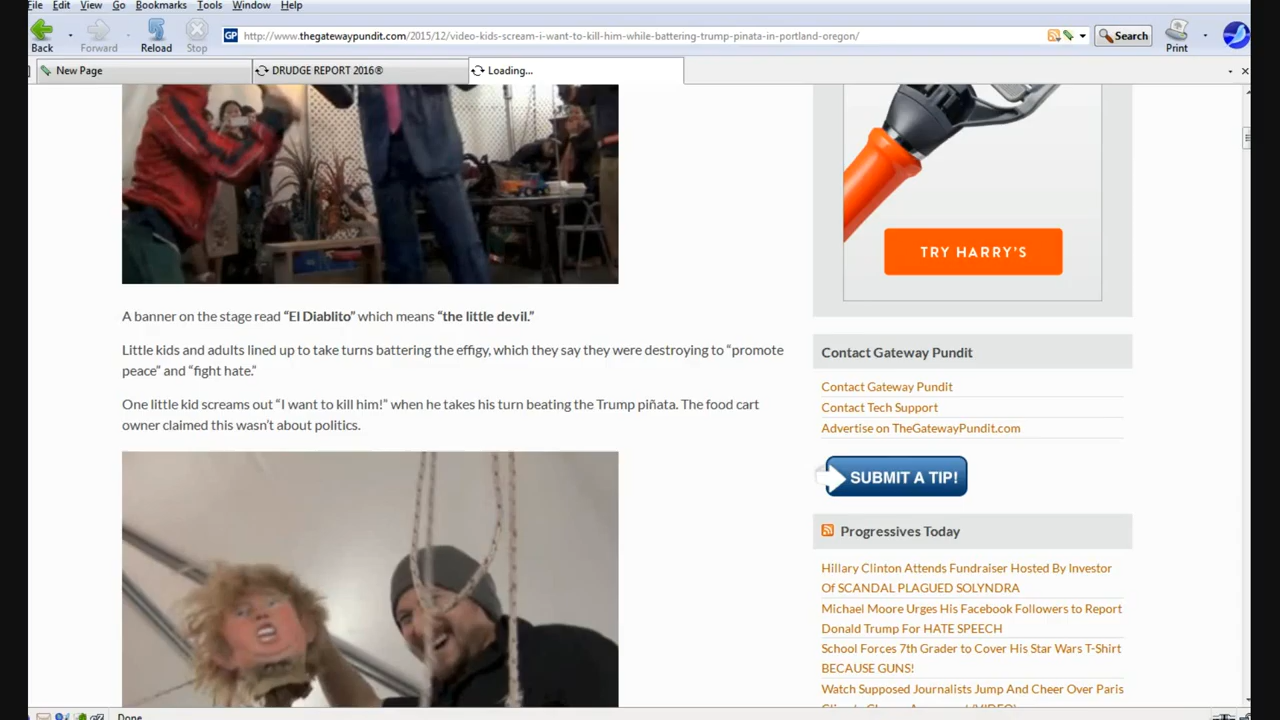 File Edit View Go Bookmarks Tools Window Help
Back Forward Reload Stop
GP http://www.thegatewaypundit.com/2015/12/video-kids-scream-i-want-to-kill-him-while-battering-trump-pinata-in-portland-oregon/
Search
Print
New Page
DRUDGE REPORT 2016®
Loading...
A banner on the stage read “El Diablito” which means “the little devil.”
Little kids and adults lined up to take turns battering the effigy, which they say they were destroying to “promote
peace” and “fight hate.”
One little kid screams out “I want to kill him!” when he takes his turn beating the Trump piñata. The food cart
owner claimed this wasn’t about politics.
TRY HARRY’S
Contact Gateway Pundit
Contact Gateway Pundit
Contact Tech Support
Advertise on TheGatewayPundit.com
SUBMIT A TIP!
Progressives Today
Hillary Clinton Attends Fundraiser Hosted By Investor
Of SCANDAL PLAGUED SOLYNDRA
Michael Moore Urges His Facebook Followers to Report
Donald Trump For HATE SPEECH
School Forces 7th Grader to Cover His Star Wars T-Shirt
BECAUSE GUNS!
Watch Supposed Journalists Jump And Cheer Over Paris
Done